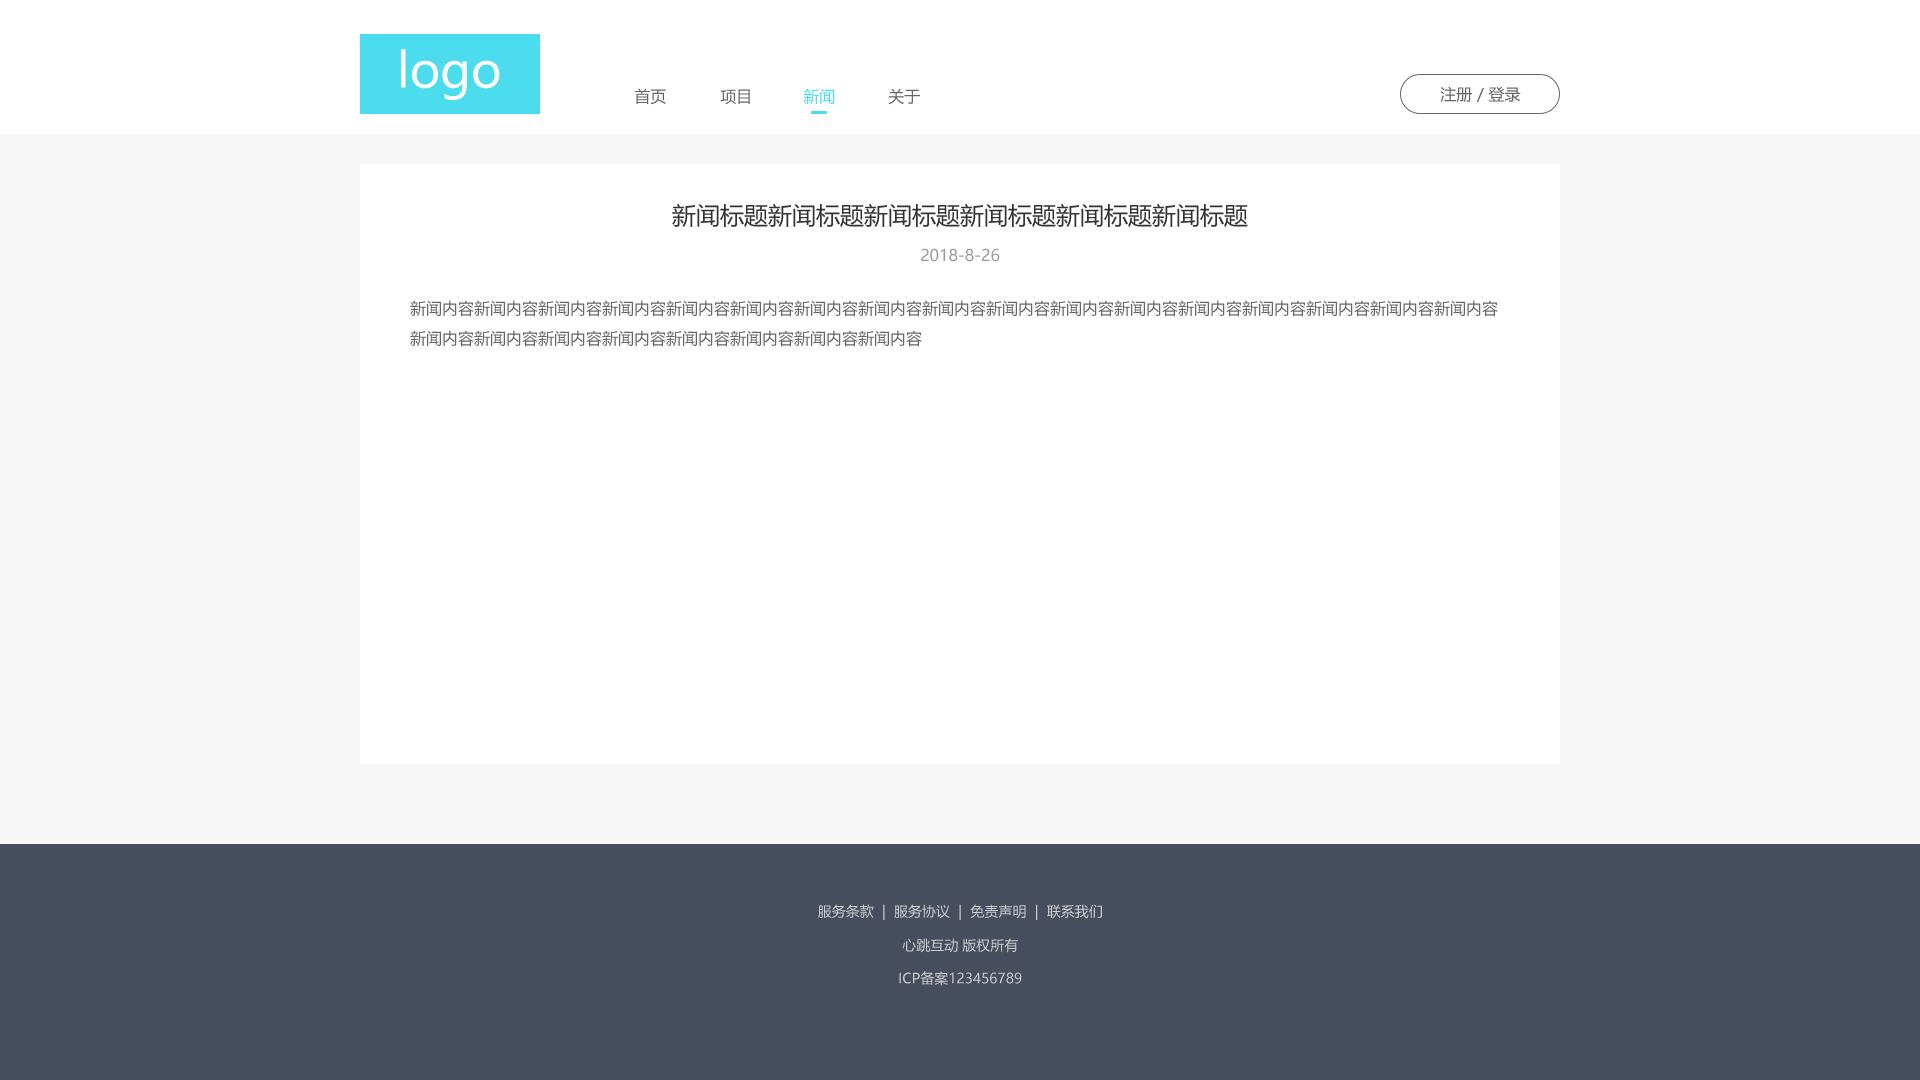 logo
首页 项目 新闻 关于 注册 / 登录
新闻标题新闻标题新闻标题新闻标题新闻标题新闻标题
2018-8-26
新闻内容新闻内容新闻内容新闻内容新闻内容新闻内容新闻内容新闻内容新闻内容新闻内容新闻内容新闻内容新闻内容新闻内容新闻内容新闻内容新闻内容
新闻内容新闻内容新闻内容新闻内容新闻内容新闻内容新闻内容新闻内容
服务条款 | 服务协议 | 免责声明 | 联系我们
心跳互动 版权所有
ICP备案123456789